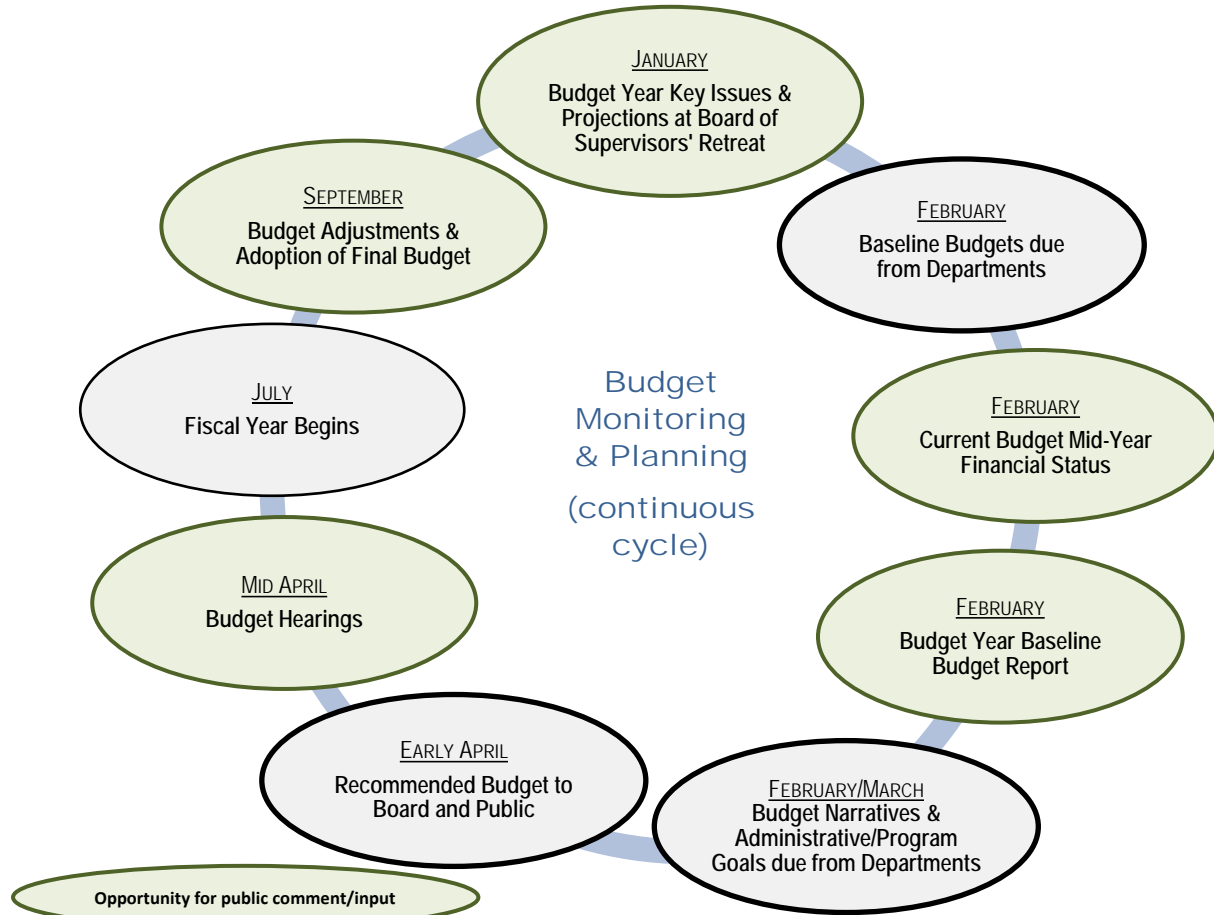 JANUARY
Budget Year Key Issues &
Projections at Board of
Supervisors' Retreat
FEBRUARY
Baseline Budgets due
from Departments
FEBRUARY
Current Budget Mid-Year
Financial Status
FEBRUARY
Budget Year Baseline
Budget Report
FEBRUARY/MARCH
Budget Narratives &
Administrative/Program
Goals due from Departments
EARLY APRIL
Recommended Budget to
Board and Public
MID APRIL
Budget Hearings
JULY
Fiscal Year Begins
SEPTEMBER
Budget Adjustments &
Adoption of Final Budget
Budget
Monitoring
& Planning
(continuous
cycle)
Opportunity for public comment/input